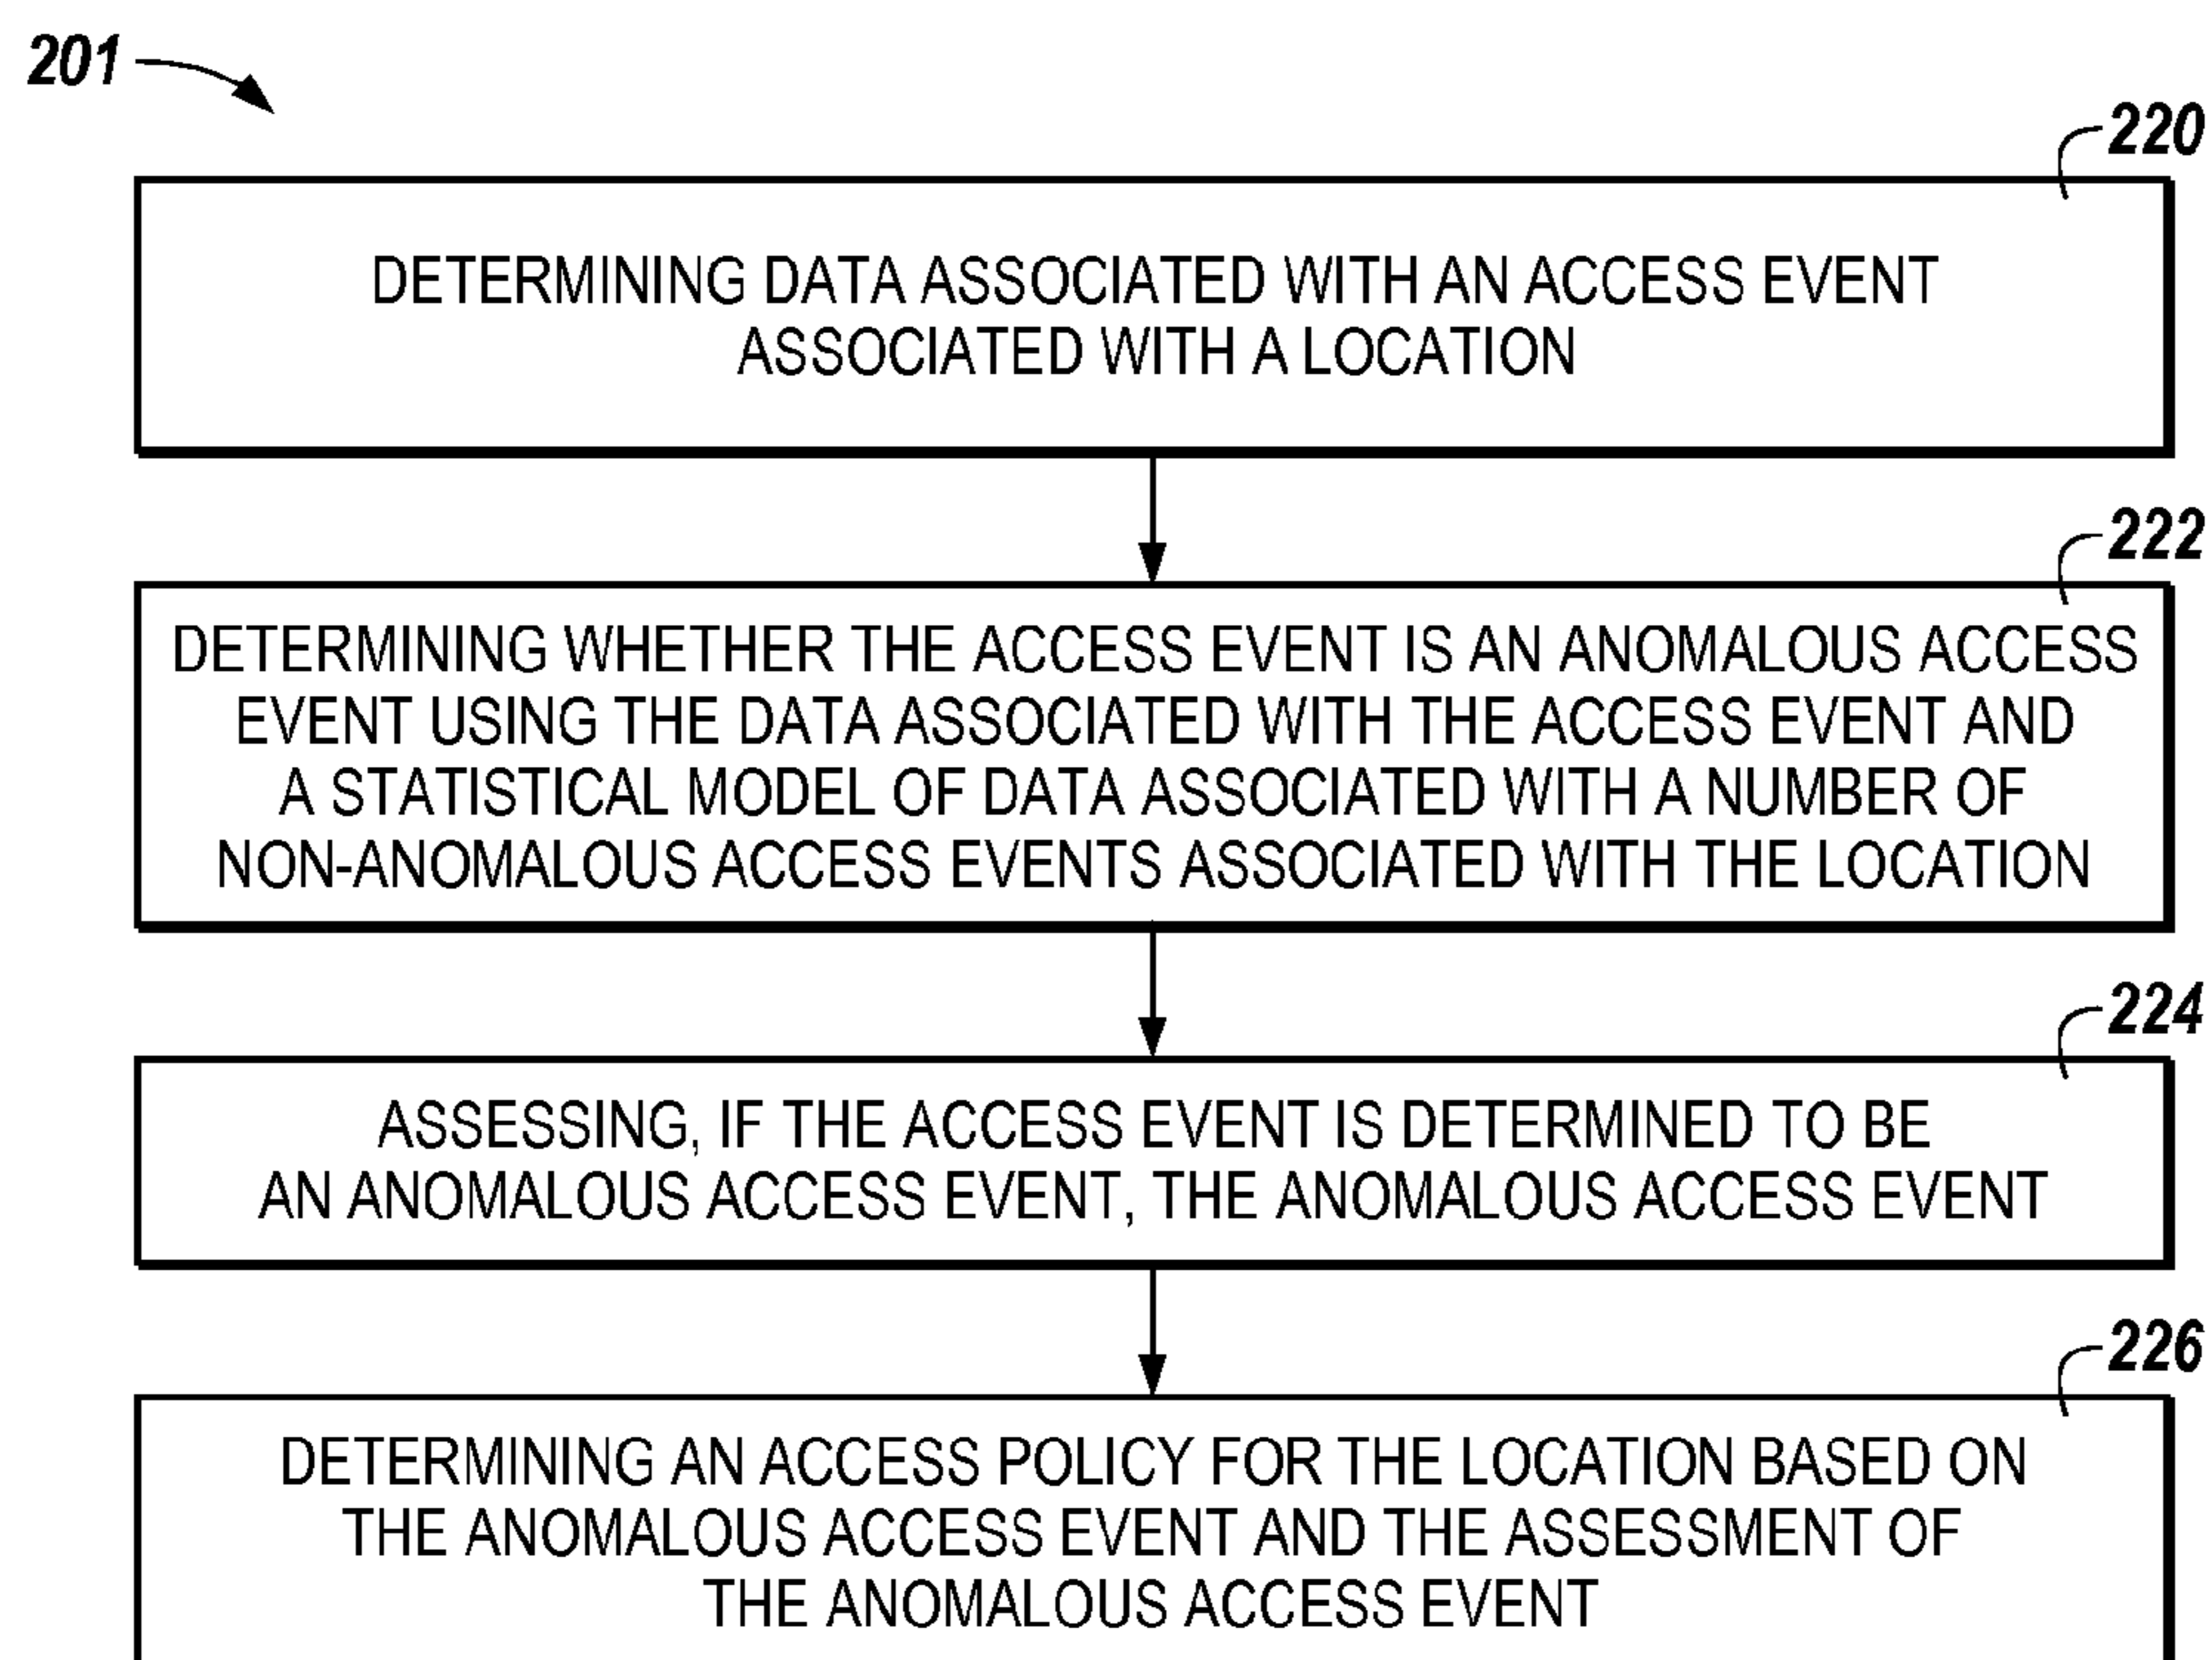 201
220
DETERMINING DATA ASSOCIATED WITH AN ACCESS EVENT
ASSOCIATED WITH A LOCATION
222
DETERMINING WHETHER THE ACCESS EVENT IS AN ANOMALOUS ACCESS
EVENT USING THE DATA ASSOCIATED WITH THE ACCESS EVENT AND
A STATISTICAL MODEL OF DATA ASSOCIATED WITH A NUMBER OF
NON-ANOMALOUS ACCESS EVENTS ASSOCIATED WITH THE LOCATION
224
ASSESSING, IF THE ACCESS EVENT IS DETERMINED TO BE
AN ANOMALOUS ACCESS EVENT, THE ANOMALOUS ACCESS EVENT
226
DETERMINING AN ACCESS POLICY FOR THE LOCATION BASED ON
THE ANOMALOUS ACCESS EVENT AND THE ASSESSMENT OF
THE ANOMALOUS ACCESS EVENT